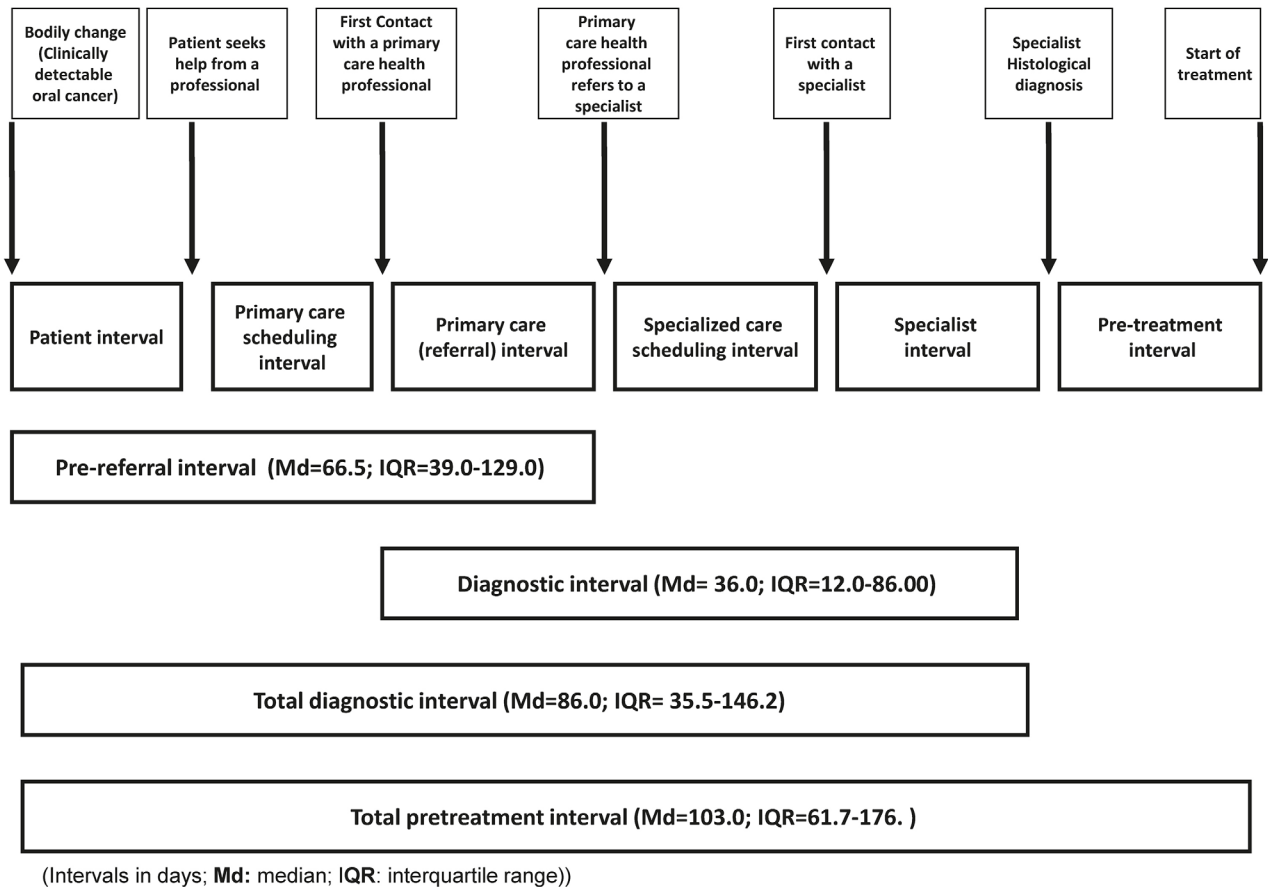 Bodily change
(Clinically
detectable
oral cancer)
Patient seeks
help from a
professional
First Contact
with a primary
care health
professional
Primary
care health
professional
refers to a
specialist
First contact
with a
specialist
Specialist
Histological
diagnosis
Start of
treatment
Patient interval
Primary care
scheduling
interval
Primary care
(referral) interval
Specialized care
scheduling interval
Specialist
interval
Pre-treatment
interval
Pre-referral interval (Md=66.5; IQR=39.0-129.0)
Diagnostic interval (Md= 36.0; IQR=12.0-86.00)
Total diagnostic interval (Md=86.0; IQR= 35.5-146.2)
Total pretreatment interval (Md=103.0; IQR=61.7-176. )
(Intervals in days; Md: median; IQR: interquartile range))